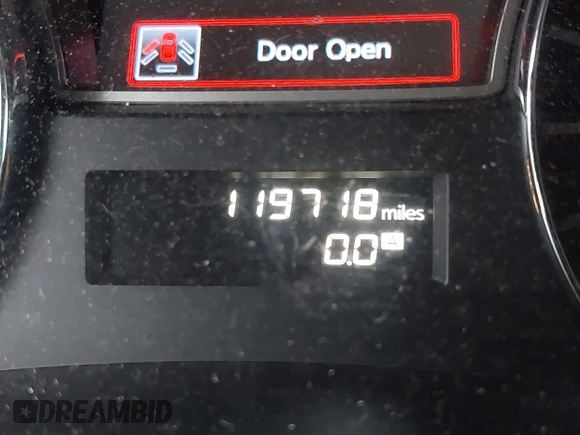 Door Open
119718 miles
0.0 A
DREAMBID